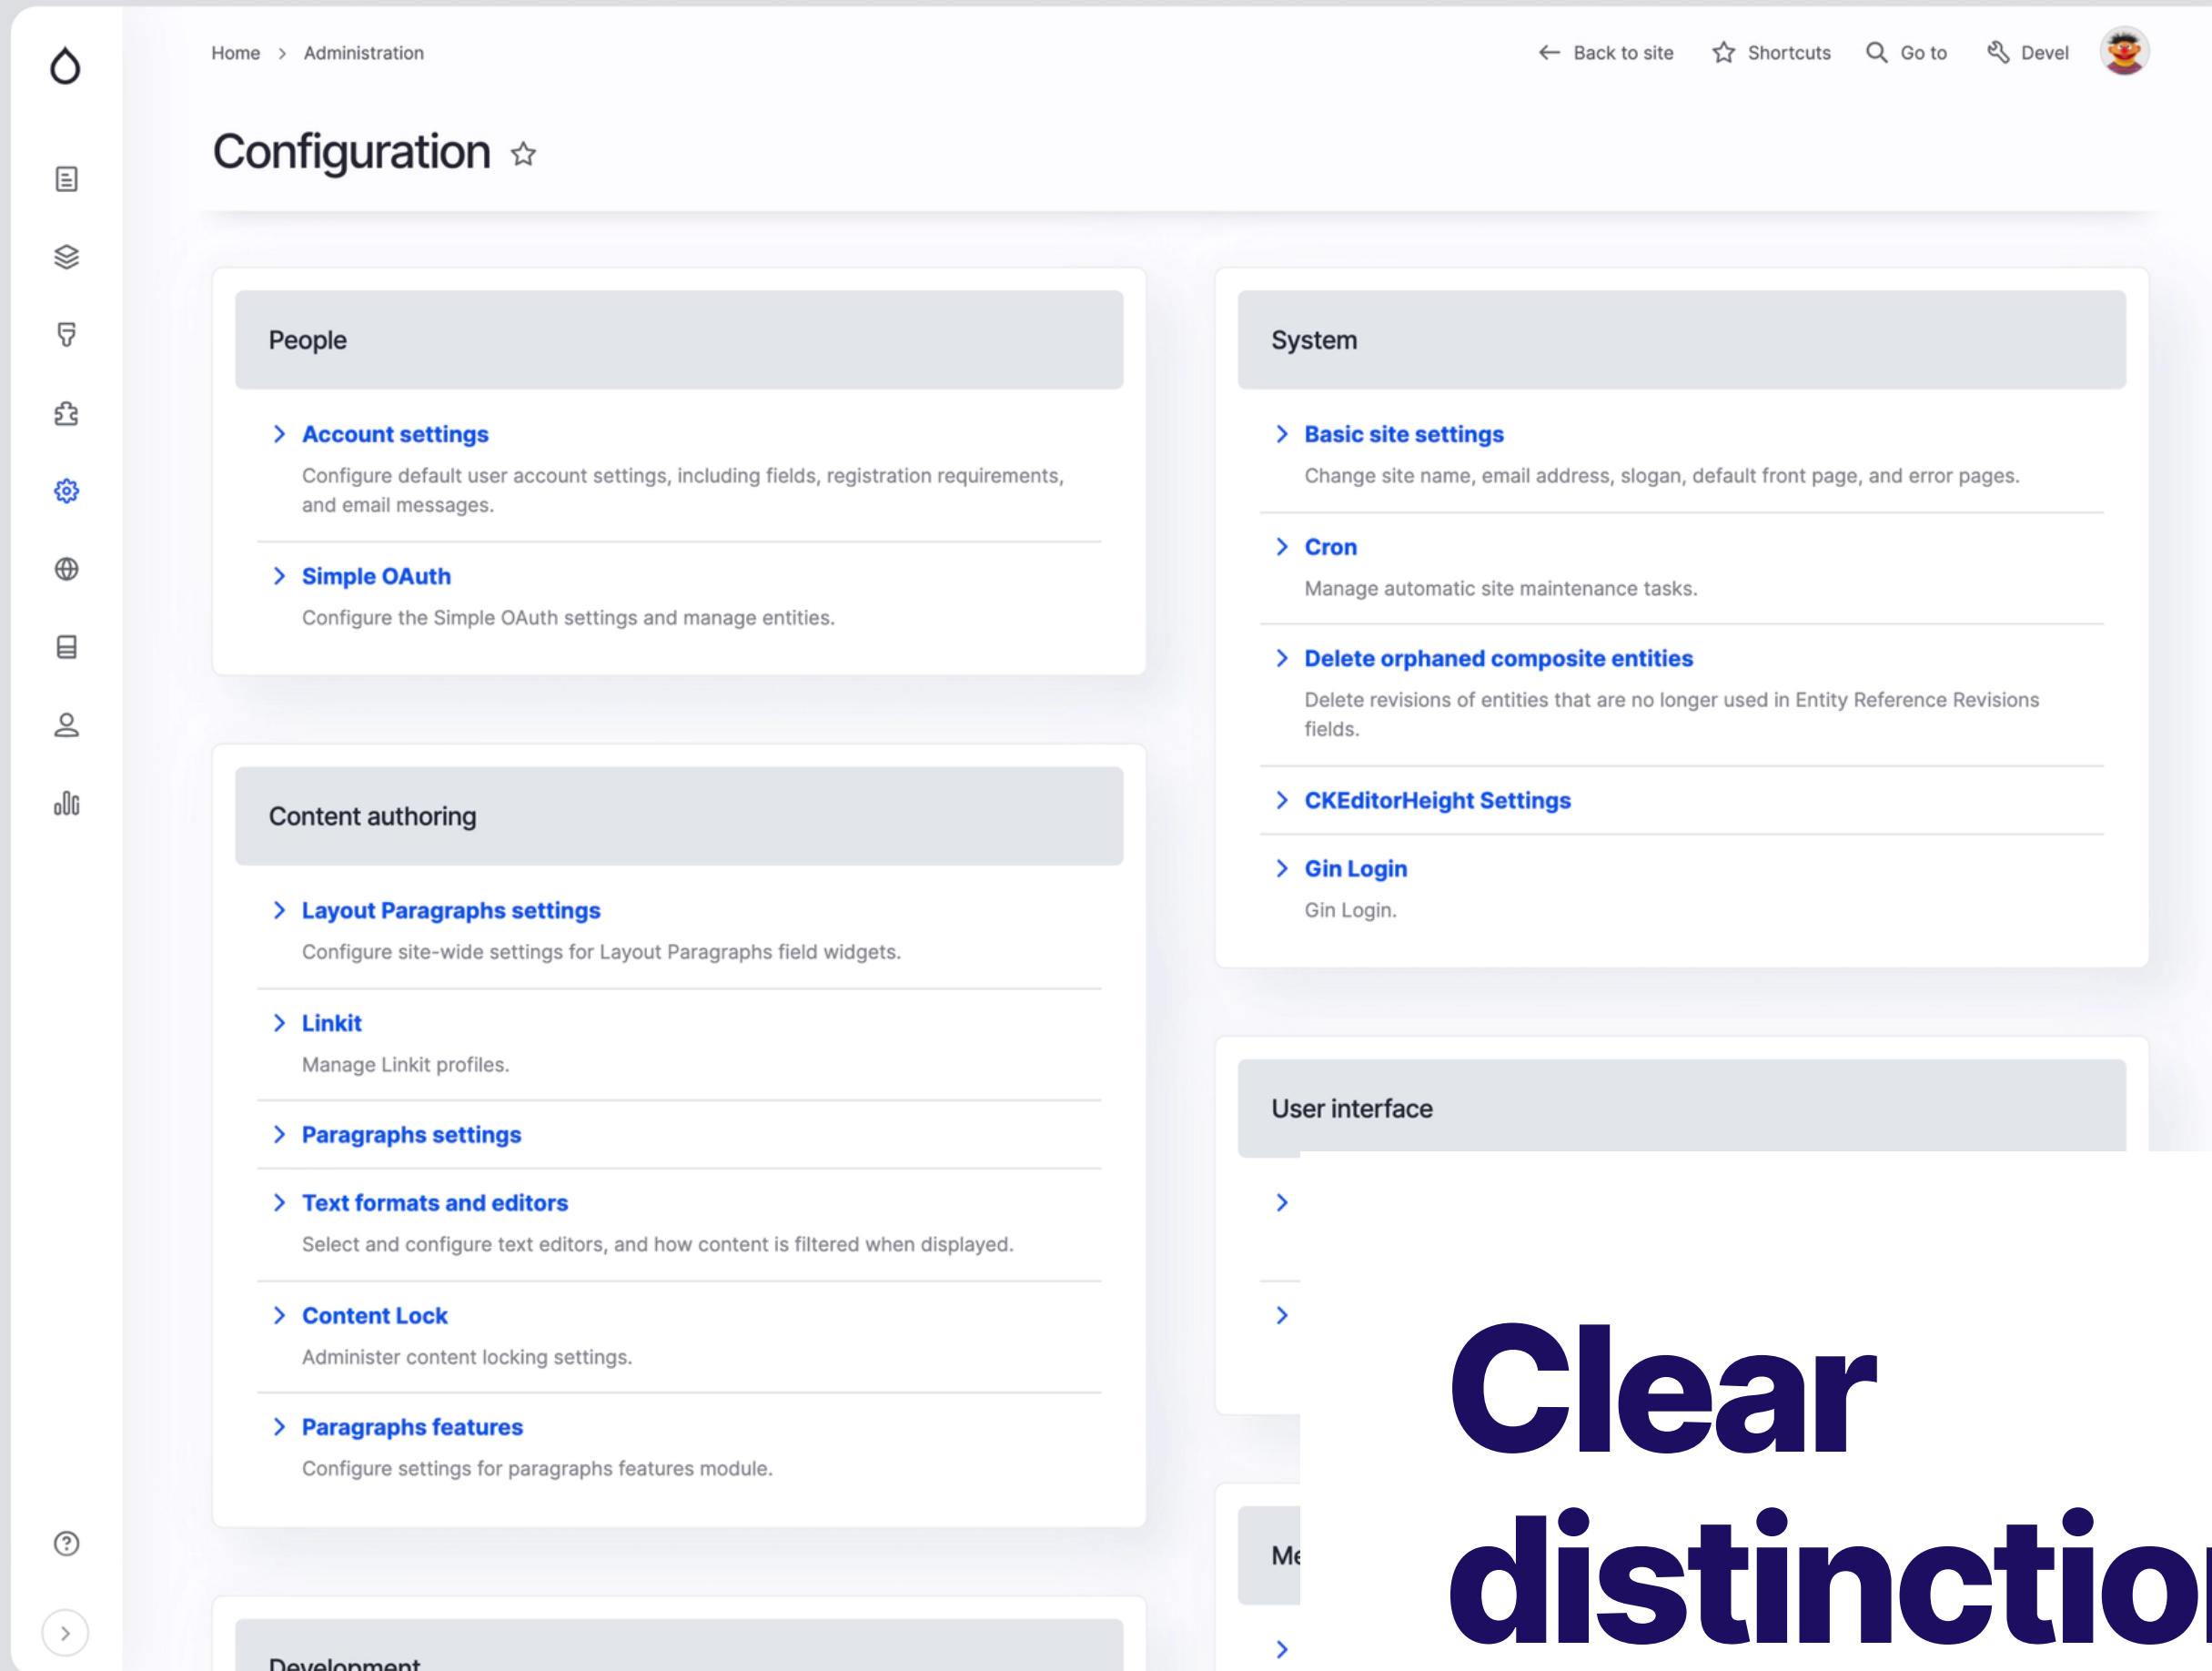 Home > Administration
Back to site
Shortcuts
Go to
Devel
Configuration
People
Account settings
Configure default user account settings, including fields, registration requirements,
and email messages.
Simple OAuth
Configure the Simple OAuth settings and manage entities.
Content authoring
Layout Paragraphs settings
Configure site-wide settings for Layout Paragraphs field widgets.
Linkit
Manage Linkit profiles.
Paragraphs settings
Text formats and editors
Select and configure text editors, and how content is filtered when displayed.
Content Lock
Administer content locking settings.
Paragraphs features
Configure settings for paragraphs features module.
Development
System
Basic site settings
Change site name, email address, slogan, default front page, and error pages.
Cron
Manage automatic site maintenance tasks.
Delete orphaned composite entities
Delete revisions of entities that are no longer used in Entity Reference Revisions
fields.
CKEditorHeight Settings
Gin Login
Gin Login.
User interface
Me
Clear
distinction